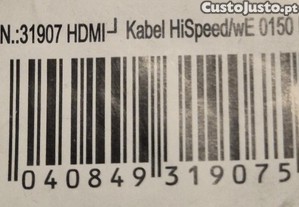 Custojusto.pt
N.:31907 HDMI┘ Kabel HiSpeed/wE 0150
040849 319075